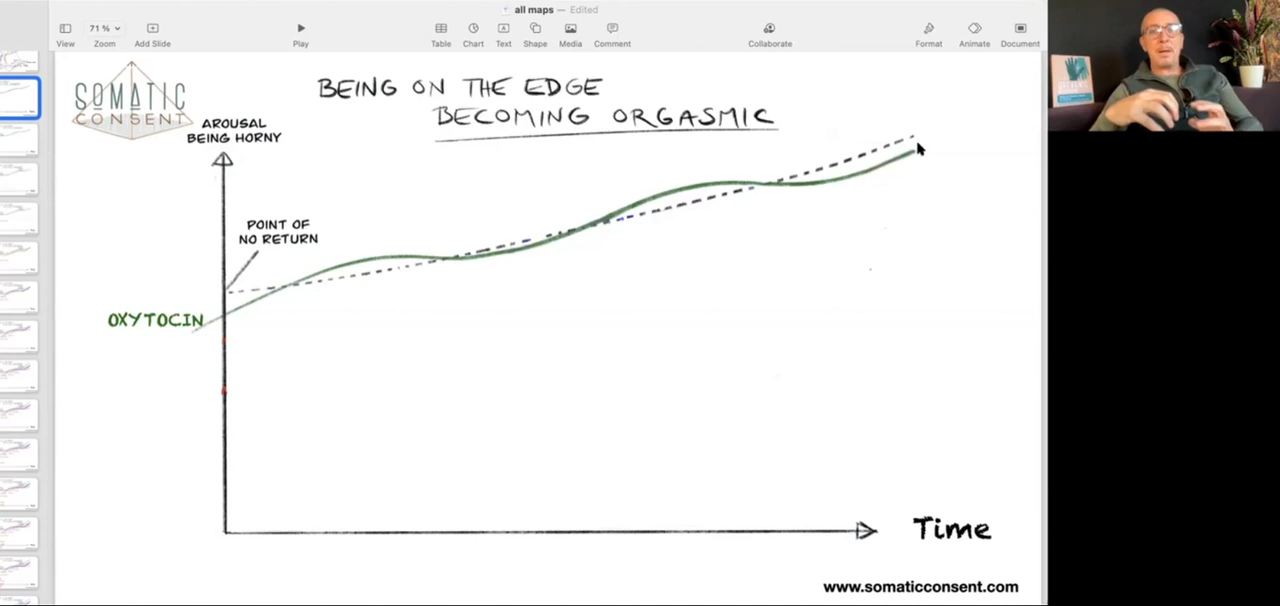 all maps — Edited
71 %
View
Zoom
Add Slide
Play
Table
Chart
Text
Shape
Media
Comment
Collaborate
Format
Animate
Document
SOMATIC
CONSENT
BEING ON THE EDGE
BECOMING ORGASMIC
AROUSAL
BEING HORNY
POINT OF
NO RETURN
OXYTOCIN
Time
www.somaticconsent.com